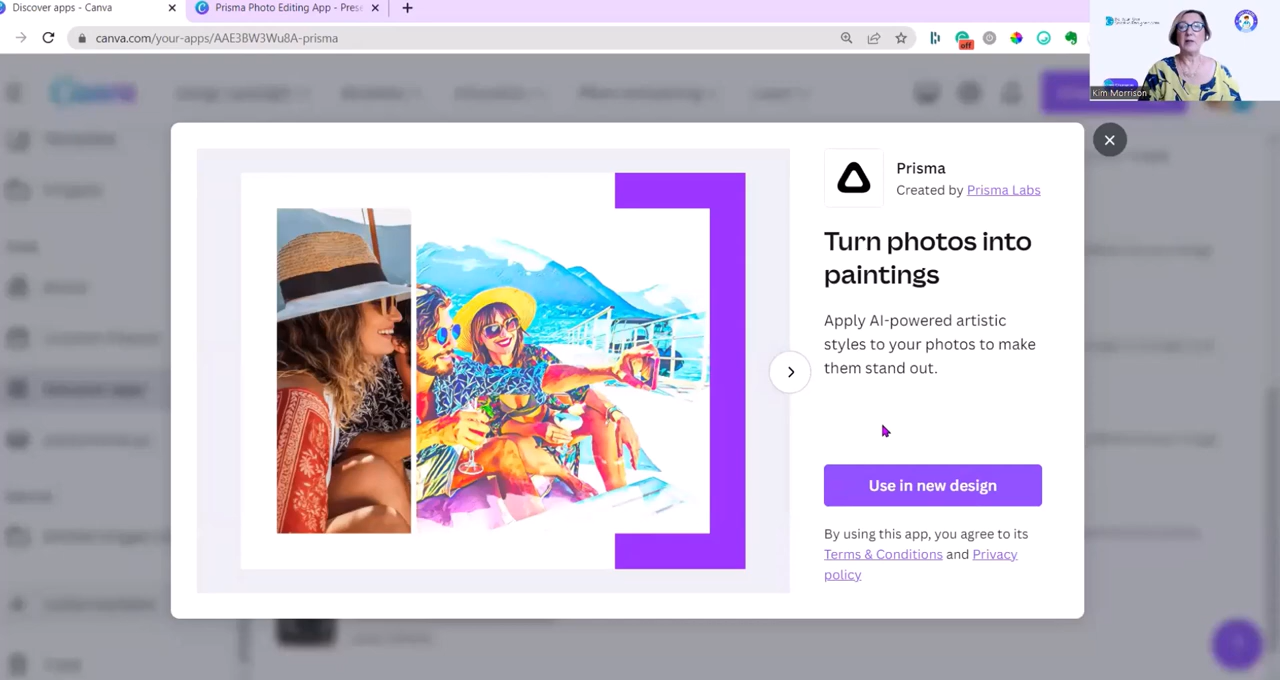 Discover apps - Canva
Prisma Photo Editing App - Prese
canva.com/your-apps/AAE3BW3Wu8A-prisma
off
Kim Morrison
Canva
Prisma
Created by Prisma Labs
Turn photos into
paintings
Apply AI-powered artistic
styles to your photos to make
them stand out.
Use in new design
By using this app, you agree to its
Terms & Conditions and Privacy
policy